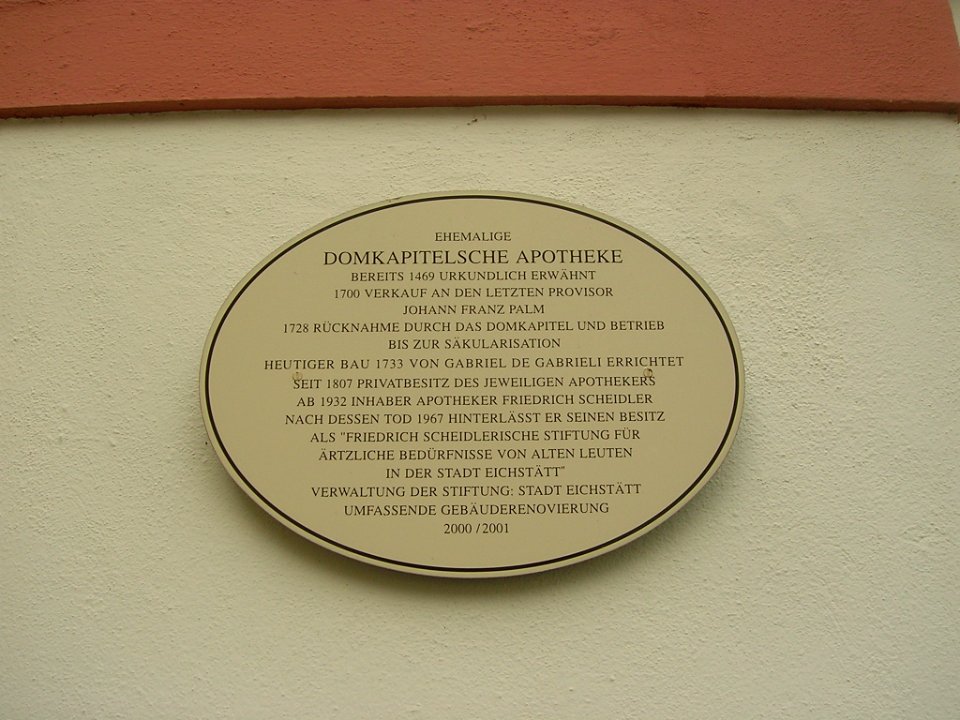 EHEMALIGE
DOMKAPITELSCHE APOTHEKE
BEREITS 1469 URKUNDLICH ERWÄHNT
1700 VERKAUF AN DEN LETZTEN PROVISOR
JOHANN FRANZ PALM
1728 RÜCKNAHME DURCH DAS DOMKAPITEL UND BETRIEB
BIS ZUR SÄKULARISATION
HEUTIGER BAU 1733 VON GABRIEL DE GABRIELI ERRICHTET
SEIT 1807 PRIVATBESITZ DES JEWEILIGEN APOTHEKERS
AB 1932 INHABER APOTHEKER FRIEDRICH SCHEIDLER
NACH DESSEN TOD 1967 HINTERLÄSST ER SEINEN BESITZ
ALS "FRIEDRICH SCHEIDLERISCHE STIFTUNG FÜR
ÄRTZLICHE BEDÜRFNISSE VON ALTEN LEUTEN
IN DER STADT EICHSTÄTT"
VERWALTUNG DER STIFTUNG: STADT EICHSTÄTT
UMFASSENDE GEBÄUDERENOVIERUNG
2000 / 2001